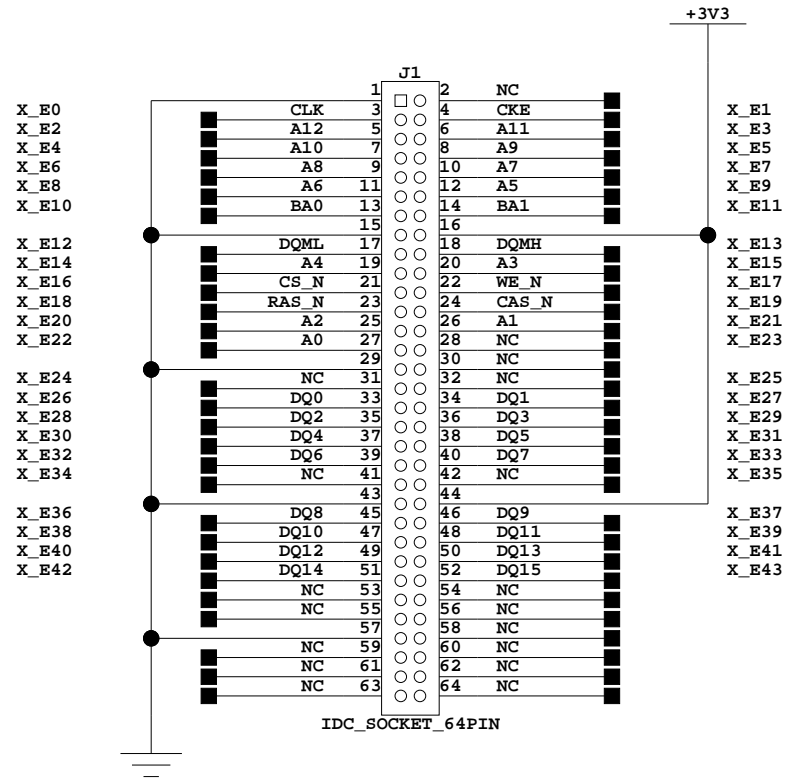 +3V3
J1
1 2 NC
X_E0 CLK 3 4 CKE X_E1
X_E2 A12 5 6 A11 X_E3
X_E4 A10 7 8 A9 X_E5
X_E6 A8 9 10 A7 X_E7
X_E8 A6 11 12 A5 X_E9
X_E10 BA0 13 14 BA1 X_E11
15 16
X_E12 DQML 17 18 DQMH X_E13
X_E14 A4 19 20 A3 X_E15
X_E16 CS_N 21 22 WE_N X_E17
X_E18 RAS_N 23 24 CAS_N X_E19
X_E20 A2 25 26 A1 X_E21
X_E22 A0 27 28 NC X_E23
29 30 NC
X_E24 NC 31 32 NC X_E25
X_E26 DQ0 33 34 DQ1 X_E27
X_E28 DQ2 35 36 DQ3 X_E29
X_E30 DQ4 37 38 DQ5 X_E31
X_E32 DQ6 39 40 DQ7 X_E33
X_E34 NC 41 42 NC X_E35
43 44
X_E36 DQ8 45 46 DQ9 X_E37
X_E38 DQ10 47 48 DQ11 X_E39
X_E40 DQ12 49 50 DQ13 X_E41
X_E42 DQ14 51 52 DQ15 X_E43
NC 53 54 NC
NC 55 56 NC
57 58 NC
NC 59 60 NC
NC 61 62 NC
NC 63 64 NC
IDC_SOCKET_64PIN